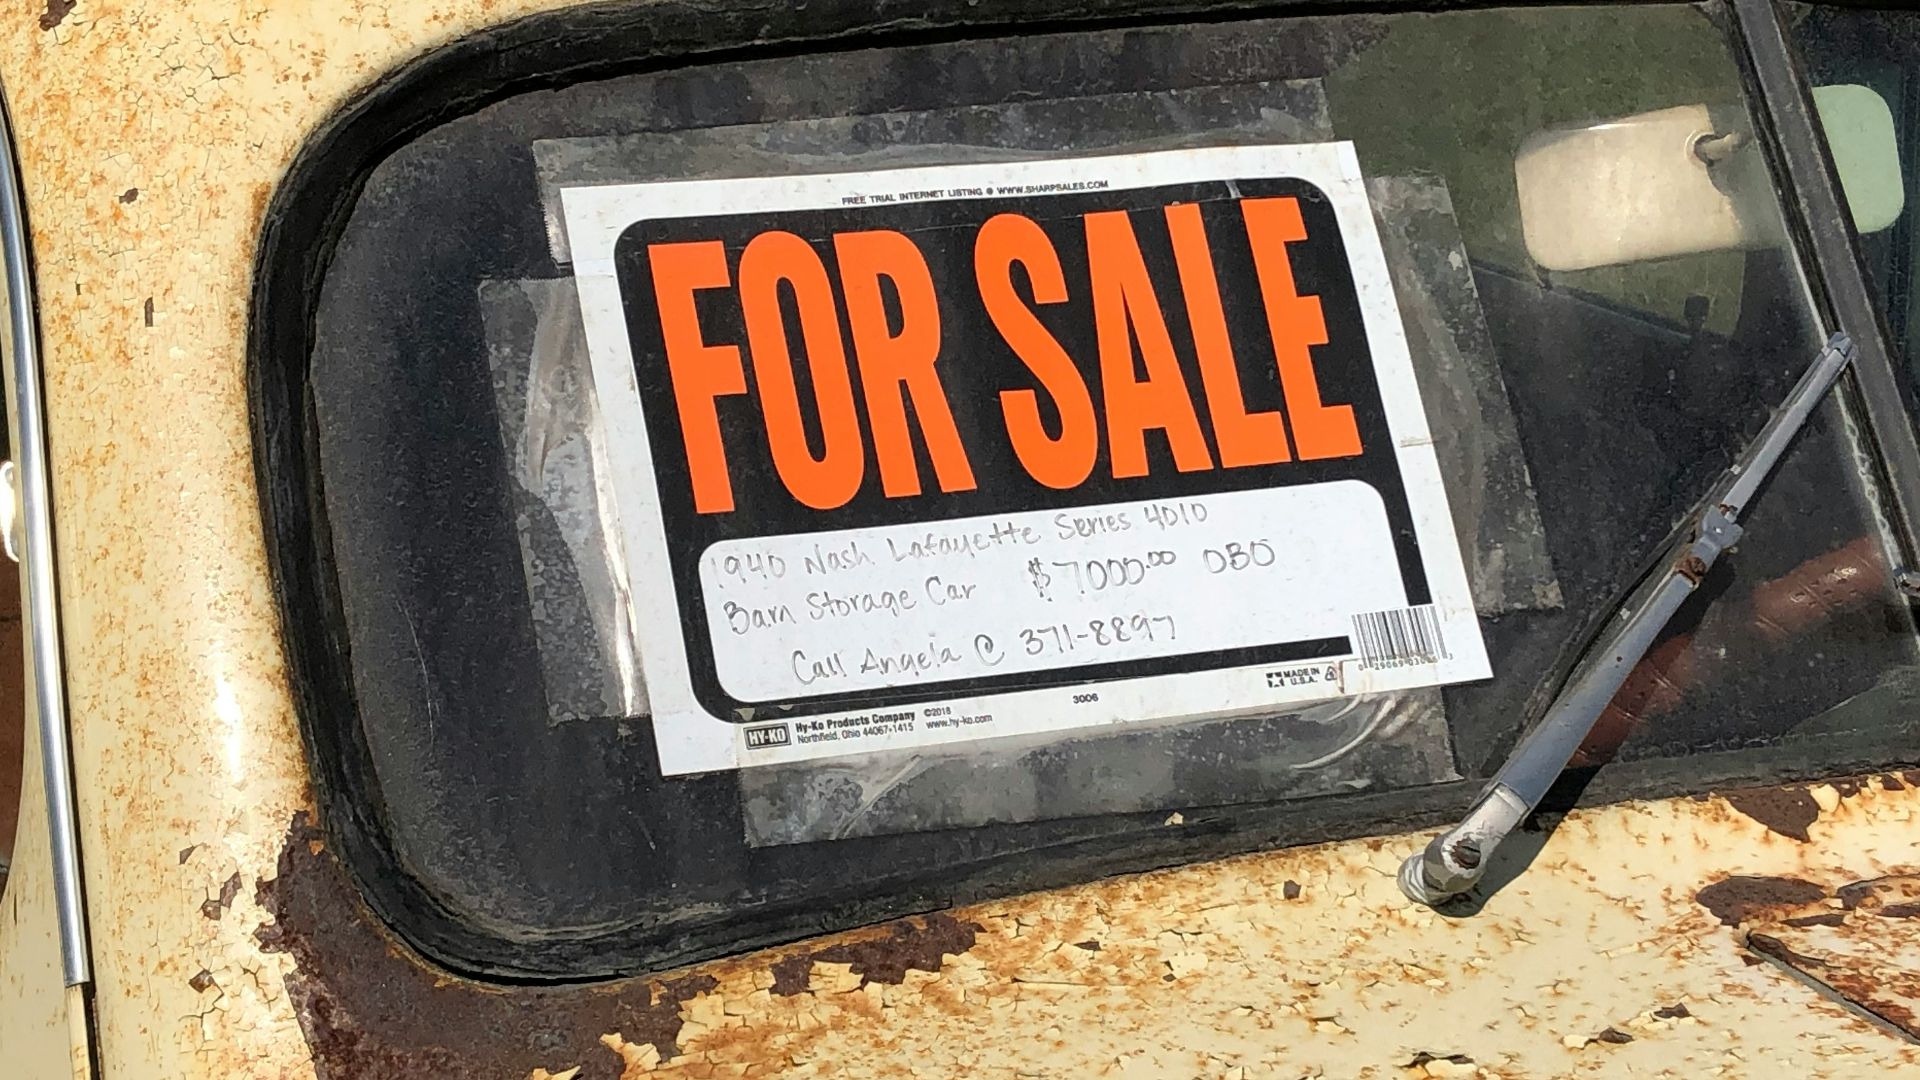 FREE TRIAL INTERNET LISTING @ WWW.SHARPSALES.COM
FOR SALE
1940 Nash Lafayette Series 4010
Barn Storage Car $7000.00 OBO
Call Angela @ 371-8897
MADE IN U.S.A.
HY-KO Hy-Ko Products Company ©2018
Northfield, Ohio 44067-1415 www.hy-ko.com
3006